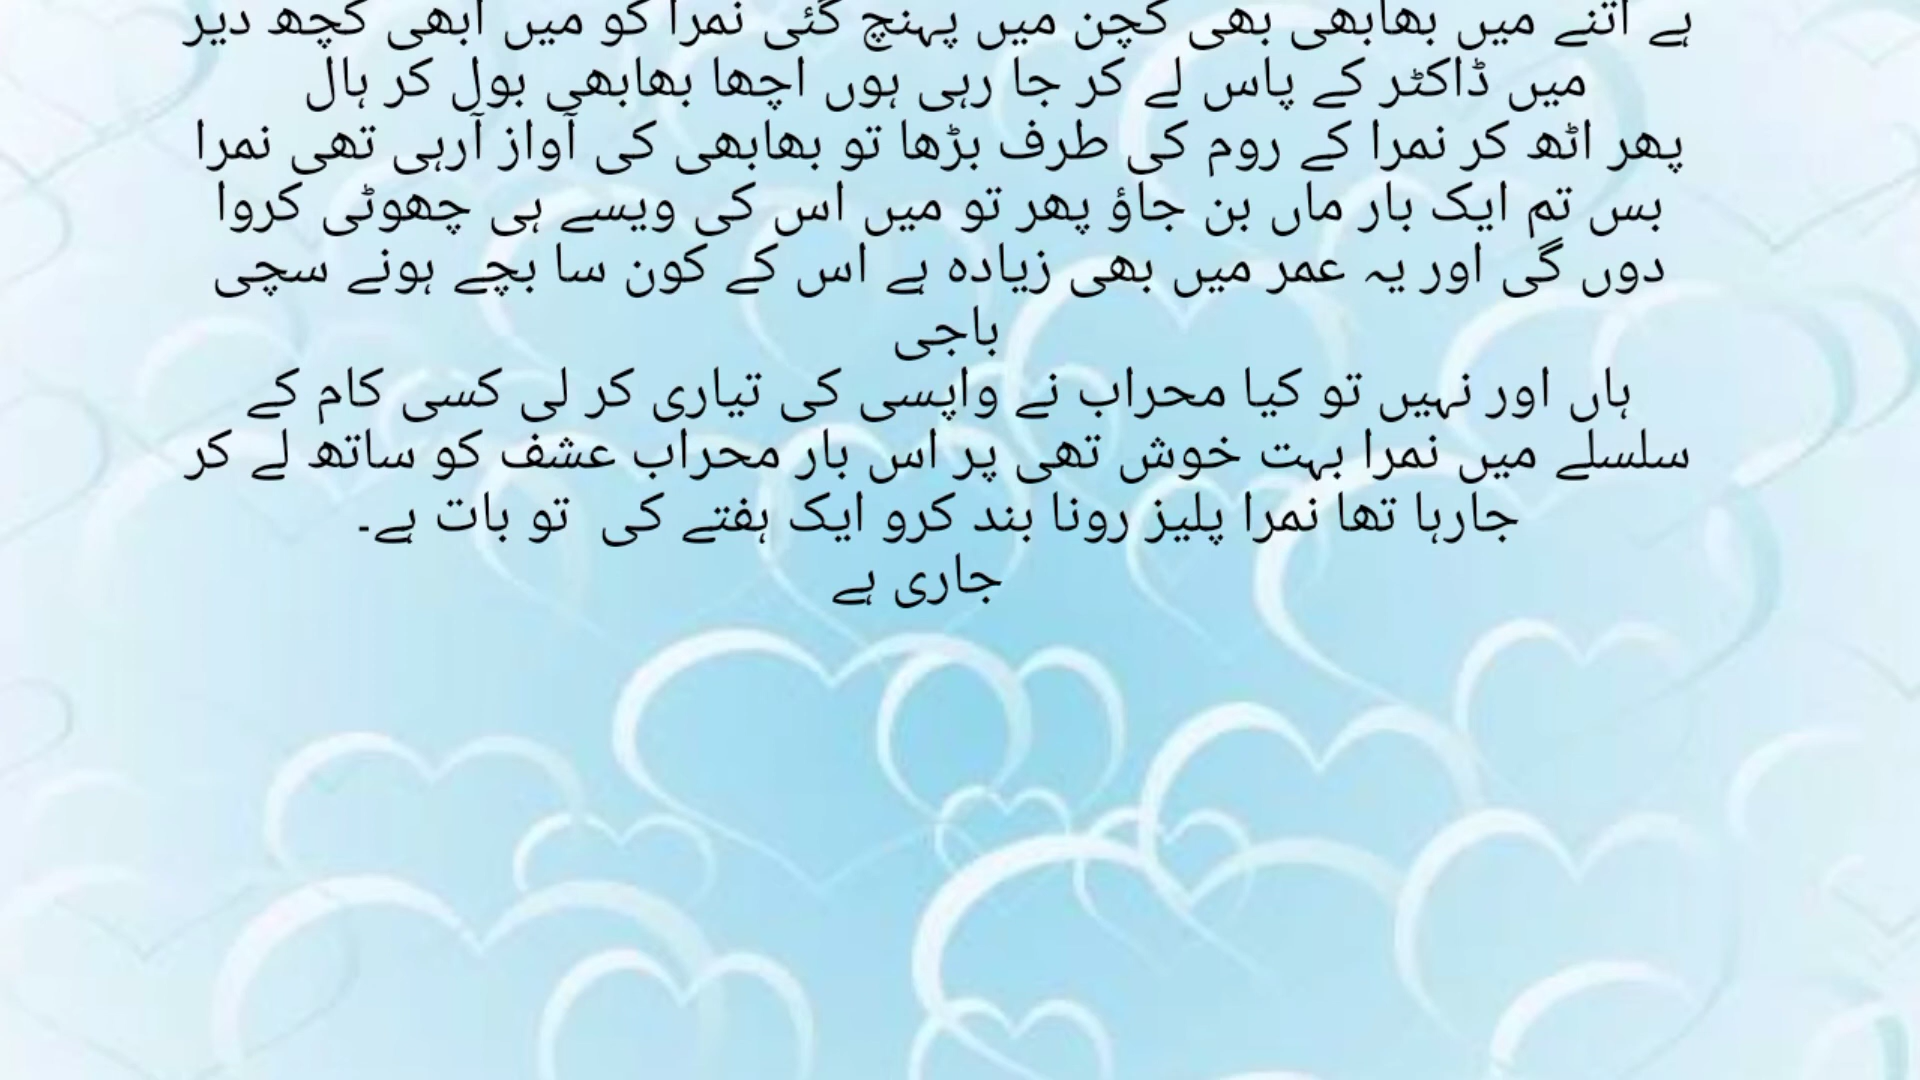 ہے اتنے میں بھابھی بھی کچن میں پہنچ گئی نمرا کو میں ابھی کچھ دیر
میں ڈاکٹر کے پاس لے کر جا رہی ہوں اچھا بھابھی بول کر ہال
پھر اٹھ کر نمرا کے روم کی طرف بڑھا تو بھابھی کی آواز آرہی تھی نمرا
بس تم ایک بار ماں بن جاؤ پھر تو میں اس کی ویسے ہی چھوٹی کروا
دوں گی اور یہ عمر میں بھی زیادہ ہے اس کے کون سا بچے ہونے سچی
باجی
ہاں اور نہیں تو کیا محراب نے واپسی کی تیاری کر لی کسی کام کے
سلسلے میں نمرا بہت خوش تھی پر اس بار محراب عشف کو ساتھ لے کر
جارہا تھا نمرا پلیز رونا بند کرو ایک ہفتے کی تو بات ہے۔
جاری ہے